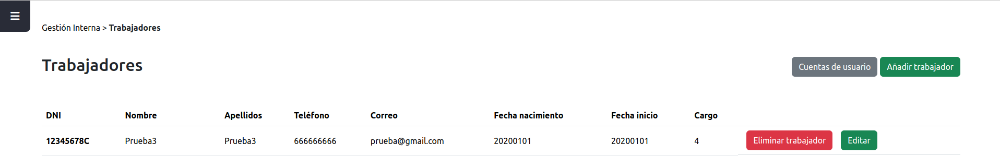 Gestión Interna > Trabajadores
Trabajadores
Cuentas de usuario
Añadir trabajador
DNI Nombre Apellidos Teléfono Correo Fecha nacimiento Fecha inicio Cargo
12345678C Prueba3 Prueba3 666666666 prueba@gmail.com 20200101 20200101 4 Eliminar trabajador Editar